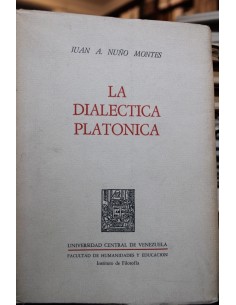 JUAN A. NUÑO MONTES
LA
DIALECTICA
PLATONICA
UNIVERSIDAD CENTRAL DE VENEZUELA
FACULTAD DE HUMANIDADES Y EDUCACION
Instituto de Filosofía